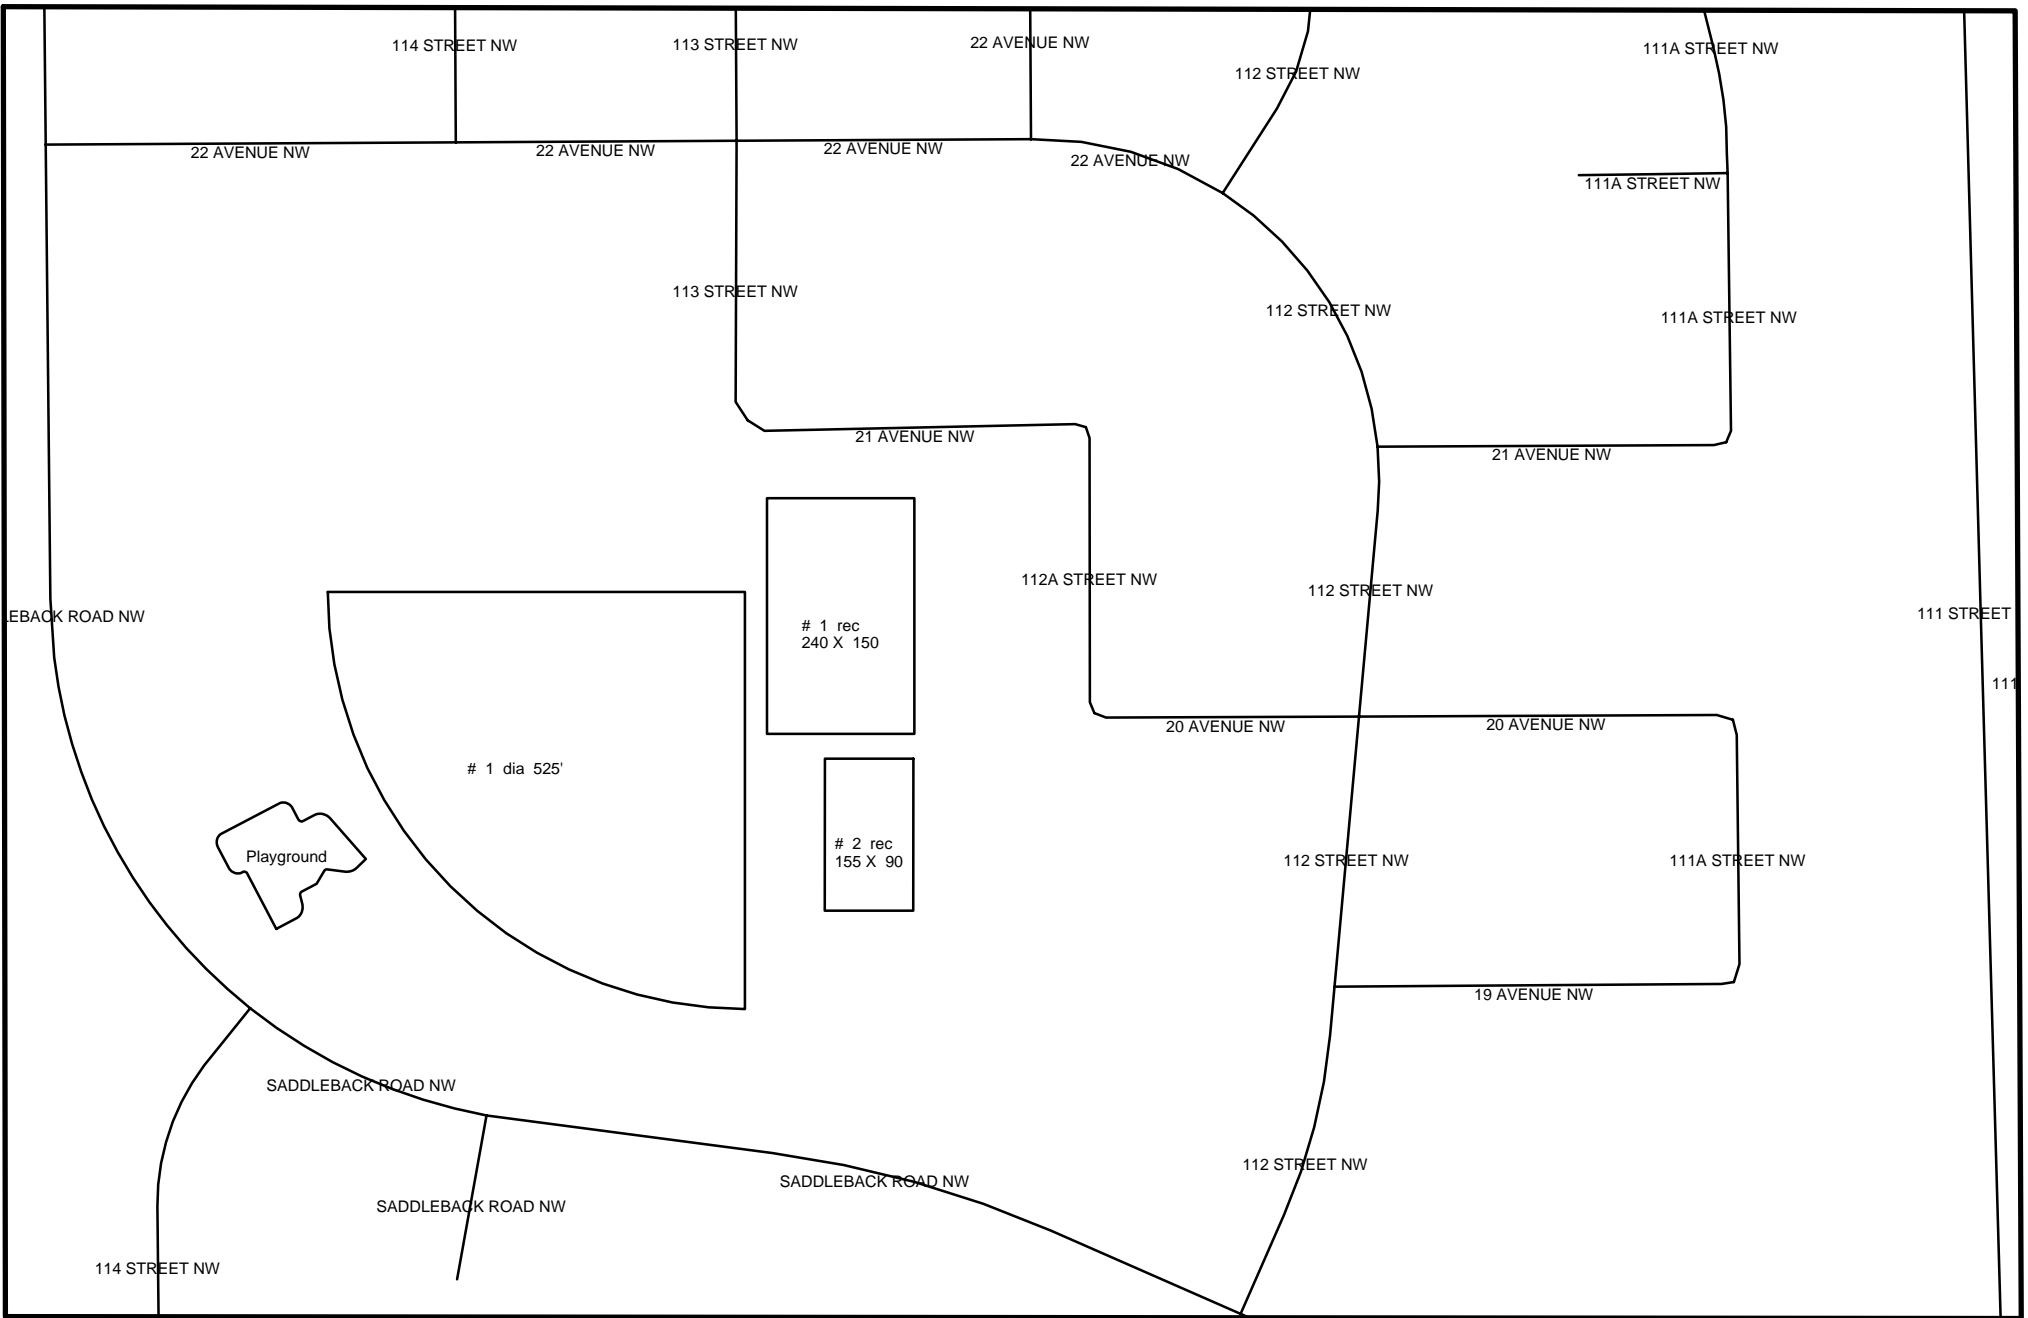 114 STREET NW
113 STREET NW
22 AVENUE NW
112 STREET NW
111A STREET NW
22 AVENUE NW
22 AVENUE NW
22 AVENUE NW
22 AVENUE NW
111A STREET NW
113 STREET NW
112 STREET NW
111A STREET NW
21 AVENUE NW
21 AVENUE NW
112A STREET NW
112 STREET NW
LEBACK ROAD NW
111 STREET
# 1 rec
240 X 150
111
20 AVENUE NW
20 AVENUE NW
# 1 dia 525'
# 2 rec
155 X 90
Playground
112 STREET NW
111A STREET NW
19 AVENUE NW
SADDLEBACK ROAD NW
112 STREET NW
SADDLEBACK ROAD NW
SADDLEBACK ROAD NW
114 STREET NW